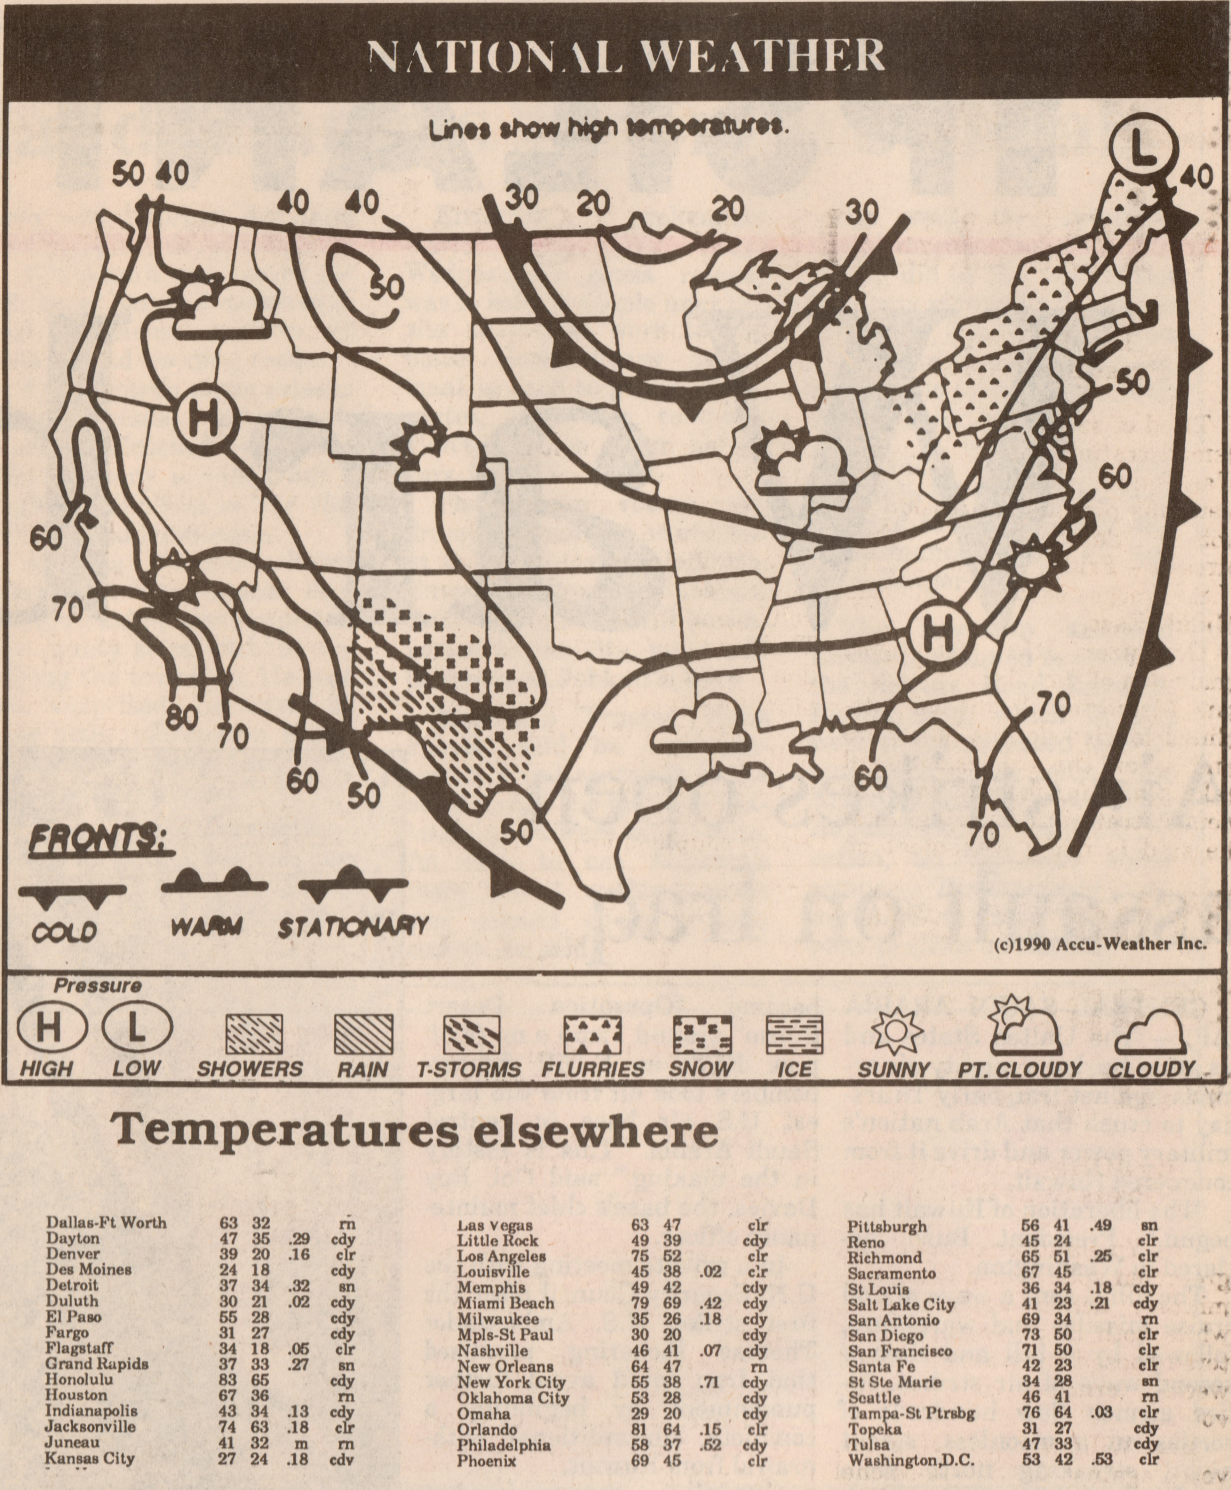 NATIONAL WEATHER
Lines show high temperatures.
L
50 40
40 40 30 20 20 30 40
50
H
50
60
60
70
H
80 70
70
60 50
60
50
70
FRONTS:
COLD WARM STATIONARY
(c)1990 Accu-Weather Inc.
Pressure
H L
HIGH LOW SHOWERS RAIN T-STORMS FLURRIES SNOW ICE SUNNY PT. CLOUDY CLOUDY
Temperatures elsewhere
Dallas-Ft Worth 63 32 rn
Dayton 47 35 .29 cdy
Denver 39 20 .16 clr
Des Moines 24 18 cdy
Detroit 37 34 .32 sn
Duluth 30 21 .02 cdy
El Paso 55 28 cdy
Fargo 31 27 cdy
Flagstaff 34 18 .05 clr
Grand Rapids 37 33 .27 sn
Honolulu 83 65 cdy
Houston 67 36 rn
Indianapolis 43 34 .13 cdy
Jacksonville 74 63 .18 clr
Juneau 41 32 m rn
Kansas City 27 24 .18 cdy
Las Vegas 63 47 clr
Little Rock 49 39 cdy
Los Angeles 75 52 clr
Louisville 45 38 .02 clr
Memphis 49 42 cdy
Miami Beach 79 69 .42 cdy
Milwaukee 35 26 .18 cdy
Mpls-St Paul 30 20 cdy
Nashville 46 41 .07 cdy
New Orleans 64 47 rn
New York City 55 38 .71 cdy
Oklahoma City 53 28 cdy
Omaha 29 20 cdy
Orlando 81 64 .15 clr
Philadelphia 58 37 .52 cdy
Phoenix 69 45 clr
Pittsburgh 56 41 .49 sn
Reno 45 24 clr
Richmond 65 51 .25 clr
Sacramento 67 45 clr
St Louis 36 34 .18 cdy
Salt Lake City 41 23 .21 cdy
San Antonio 69 34 rn
San Diego 73 50 clr
San Francisco 71 50 clr
Santa Fe 42 23 clr
St Ste Marie 34 28 sn
Seattle 46 41 rn
Tampa-St Ptrsbg 76 64 .03 clr
Topeka 31 27 cdy
Tulsa 47 33 cdy
Washington,D.C. 53 42 .53 clr